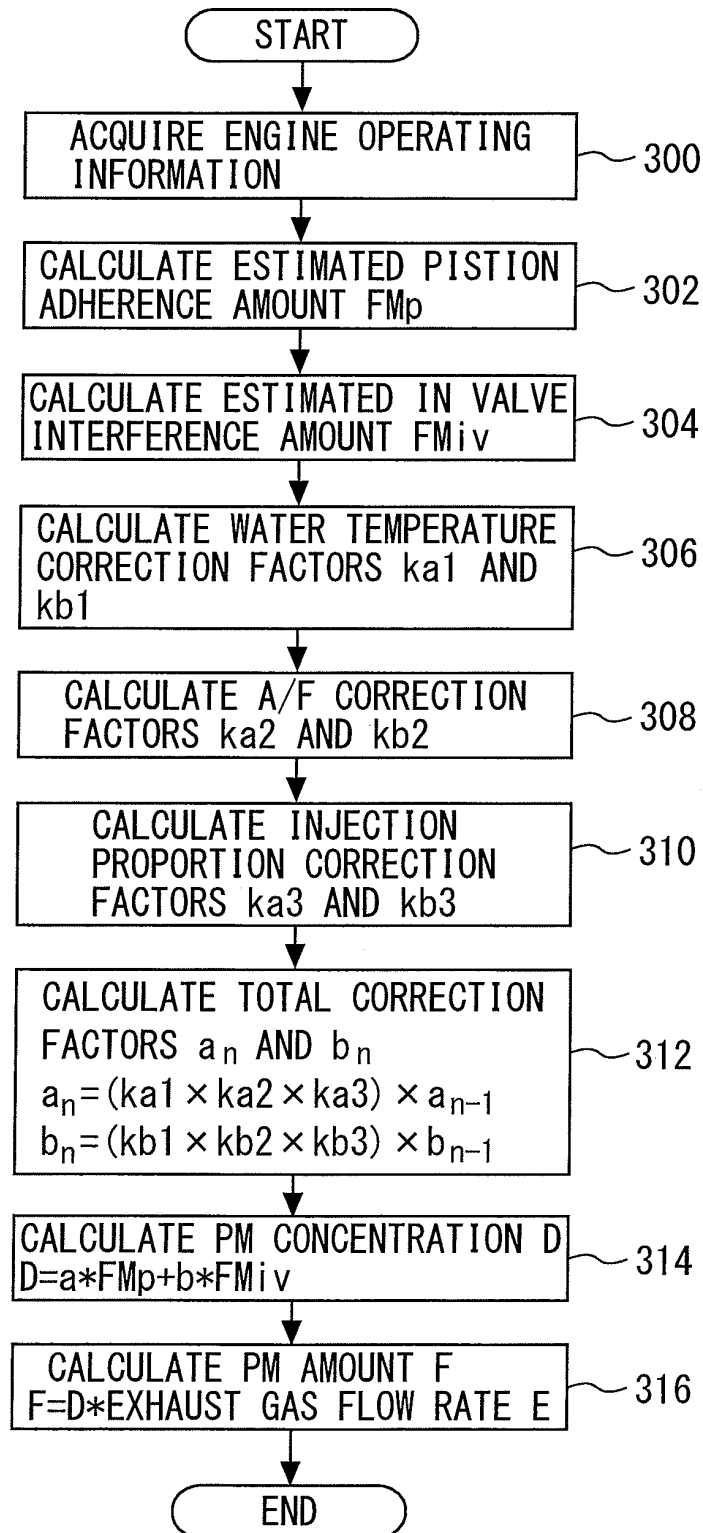 START
ACQUIRE ENGINE OPERATING
INFORMATION
300
CALCULATE ESTIMATED PISTION
ADHERENCE AMOUNT FMp
302
CALCULATE ESTIMATED IN VALVE
INTERFERENCE AMOUNT FMiv
304
CALCULATE WATER TEMPERATURE
CORRECTION FACTORS ka1 AND
kb1
306
CALCULATE A/F CORRECTION
FACTORS ka2 AND kb2
308
CALCULATE INJECTION
PROPORTION CORRECTION
FACTORS ka3 AND kb3
310
CALCULATE TOTAL CORRECTION
FACTORS aₙ AND bₙ
aₙ=(ka1×ka2×ka3)×aₙ₋₁
bₙ=(kb1×kb2×kb3)×bₙ₋₁
312
CALCULATE PM CONCENTRATION D
D=a*FMp+b*FMiv
314
CALCULATE PM AMOUNT F
F=D*EXHAUST GAS FLOW RATE E
316
END